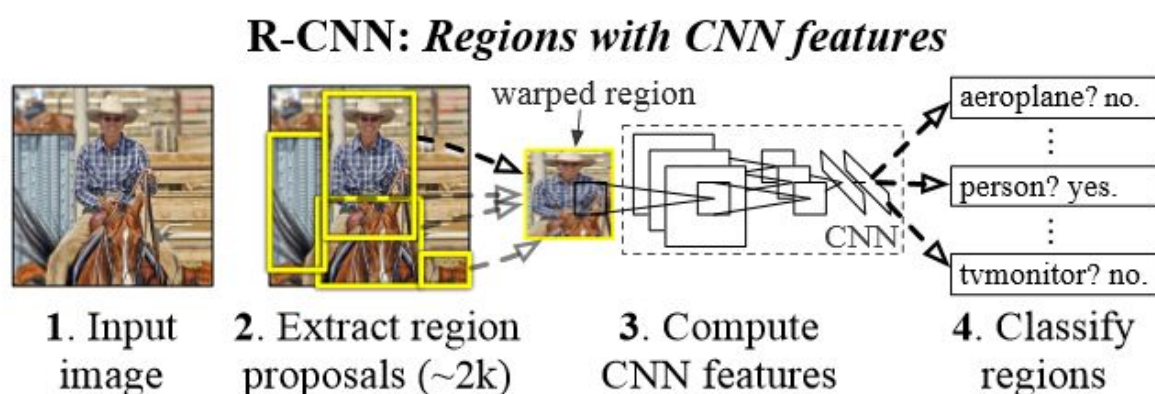 R-CNN: Regions with CNN features
warped region
aeroplane? no.
⋮
person? yes.
⋮
tvmonitor? no.
CNN
1. Input
image
2. Extract region
proposals (~2k)
3. Compute
CNN features
4. Classify
regions